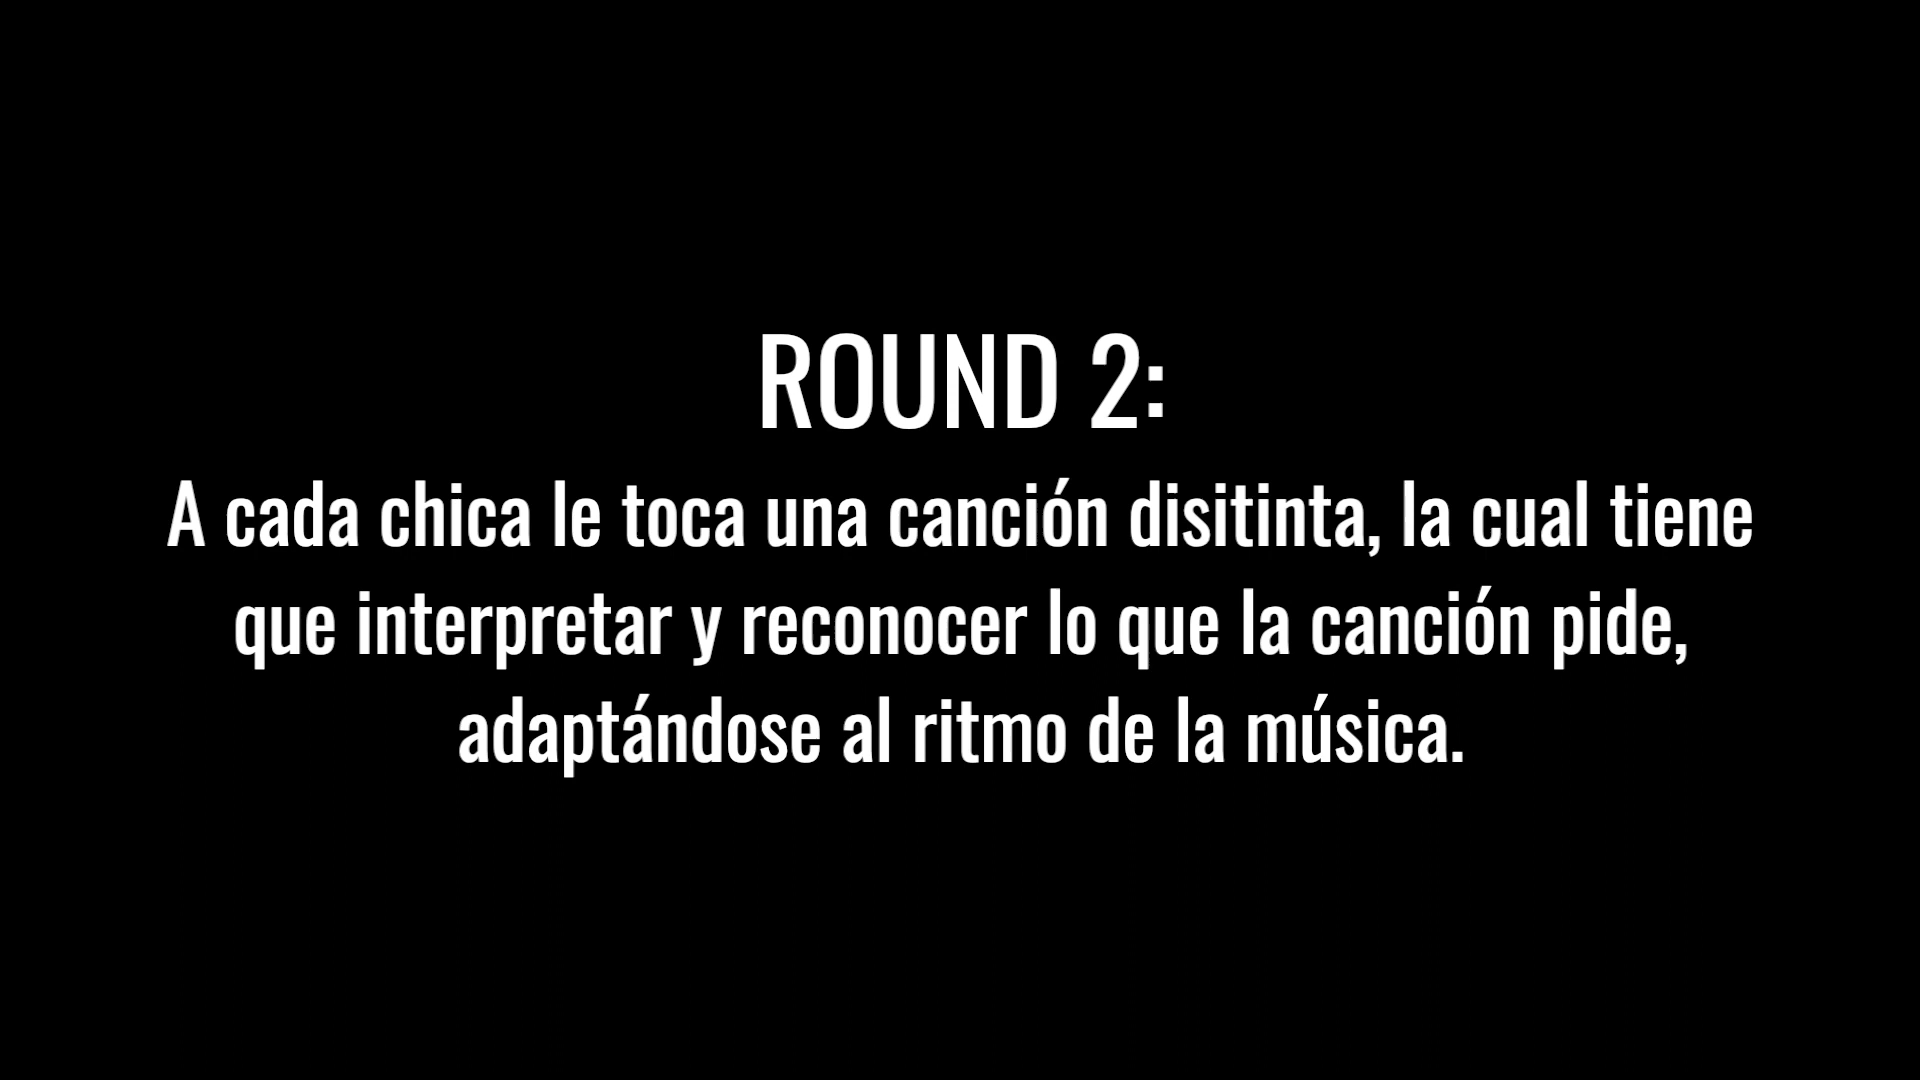 ROUND 2:
A cada chica le toca una canción disitinta, la cual tiene
que interpretar y reconocer lo que la canción pide,
adaptándose al ritmo de la música.